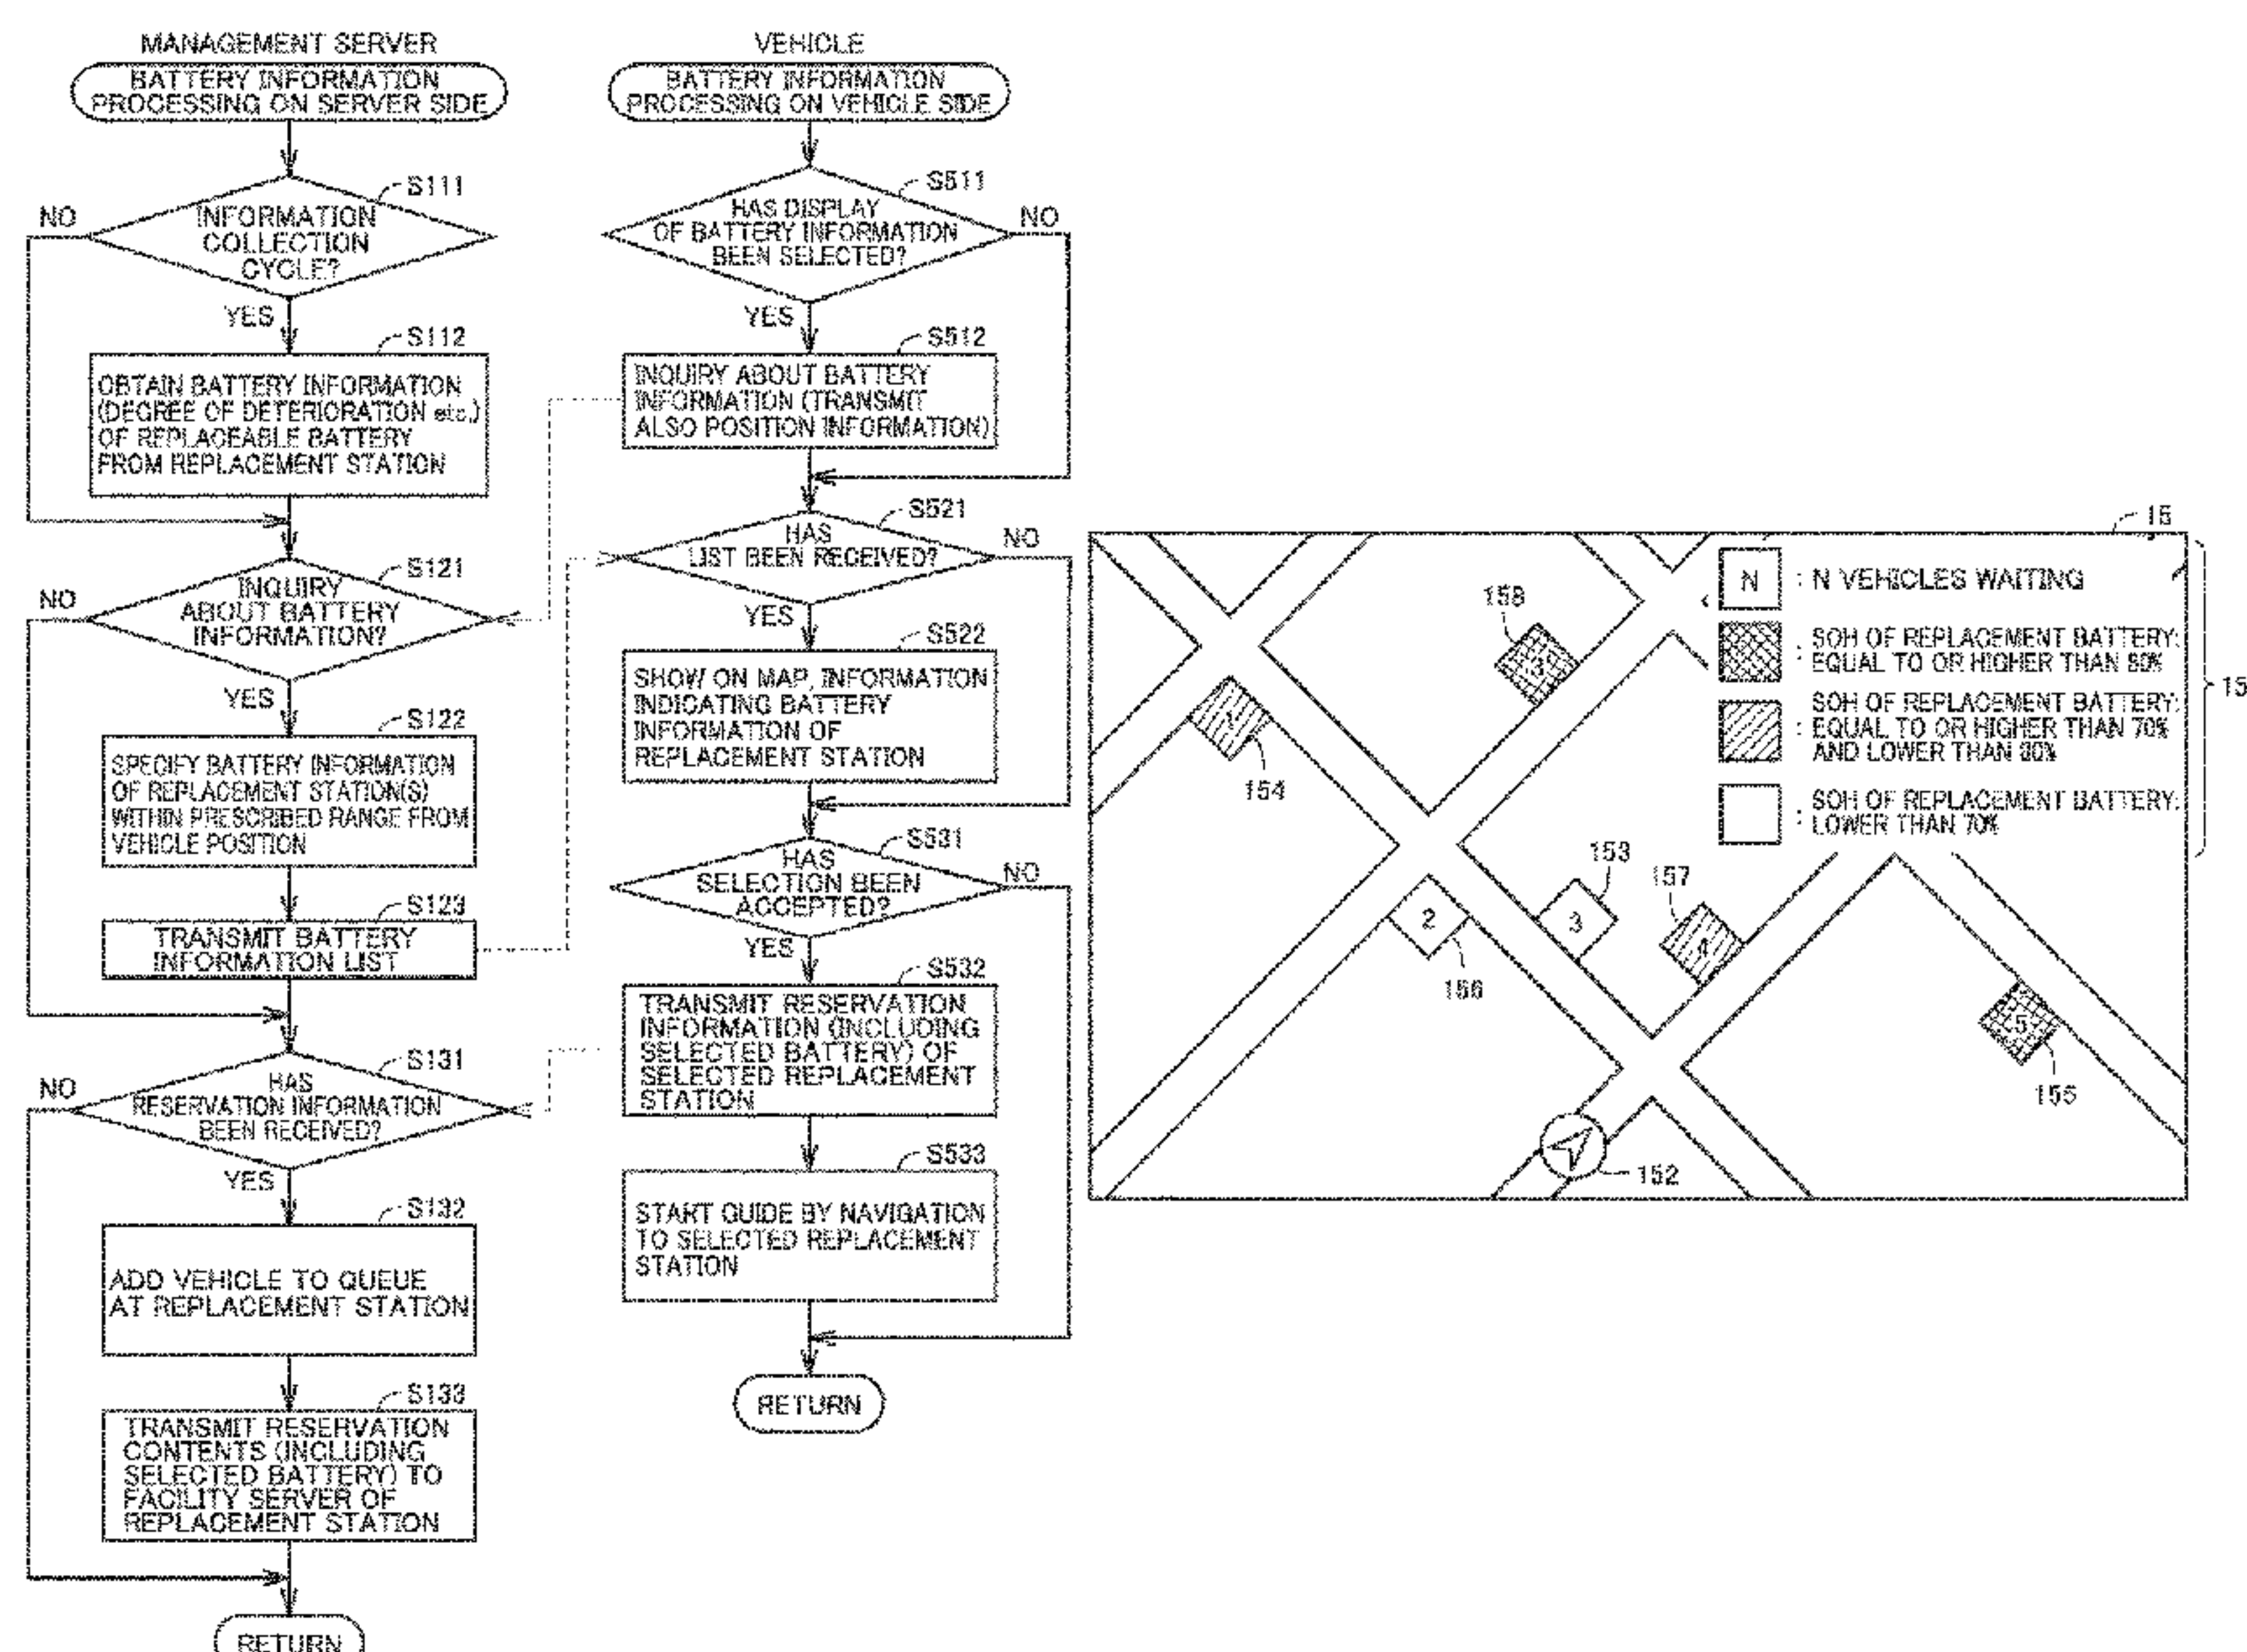 MANAGEMENT SERVER
BATTERY INFORMATION
PROCESSING ON SERVER SIDE
S111
INFORMATION
COLLECTION
CYCLE?
NO
YES
S112
OBTAIN BATTERY INFORMATION
(DEGREE OF DETERIORATION etc.)
OF REPLACEABLE BATTERY
FROM REPLACEMENT STATION
S121
INQUIRY
ABOUT BATTERY
INFORMATION?
NO
YES
S122
SPECIFY BATTERY INFORMATION
OF REPLACEMENT STATION(S)
WITHIN PRESCRIBED RANGE FROM
VEHICLE POSITION
S123
TRANSMIT BATTERY
INFORMATION LIST
S131
HAS
RESERVATION INFORMATION
BEEN RECEIVED?
NO
YES
S132
ADD VEHICLE TO QUEUE
AT REPLACEMENT STATION
S133
TRANSMIT RESERVATION
CONTENTS (INCLUDING
SELECTED BATTERY) TO
FACILITY SERVER OF
REPLACEMENT STATION
RETURN
VEHICLE
BATTERY INFORMATION
PROCESSING ON VEHICLE SIDE
S511
HAS DISPLAY
OF BATTERY INFORMATION
BEEN SELECTED?
NO
YES
S512
INQUIRY ABOUT BATTERY
INFORMATION (TRANSMIT
ALSO POSITION INFORMATION)
S521
HAS
LIST BEEN RECEIVED?
NO
YES
S522
SHOW ON MAP, INFORMATION
INDICATING BATTERY
INFORMATION OF
REPLACEMENT STATION
S531
HAS
SELECTION BEEN
ACCEPTED?
NO
YES
S532
TRANSMIT RESERVATION
INFORMATION (INCLUDING
SELECTED BATTERY) OF
SELECTED REPLACEMENT
STATION
S533
START GUIDE BY NAVIGATION
TO SELECTED REPLACEMENT
STATION
RETURN
15
N : N VEHICLES WAITING
: SOH OF REPLACEMENT BATTERY:
EQUAL TO OR HIGHER THAN 80%
SOH OF REPLACEMENT BATTERY:
: EQUAL TO OR HIGHER THAN 70%
AND LOWER THAN 80%
: SOH OF REPLACEMENT BATTERY:
LOWER THAN 70%
15
158
3
154
153
3
157
4
2
156
5
155
152